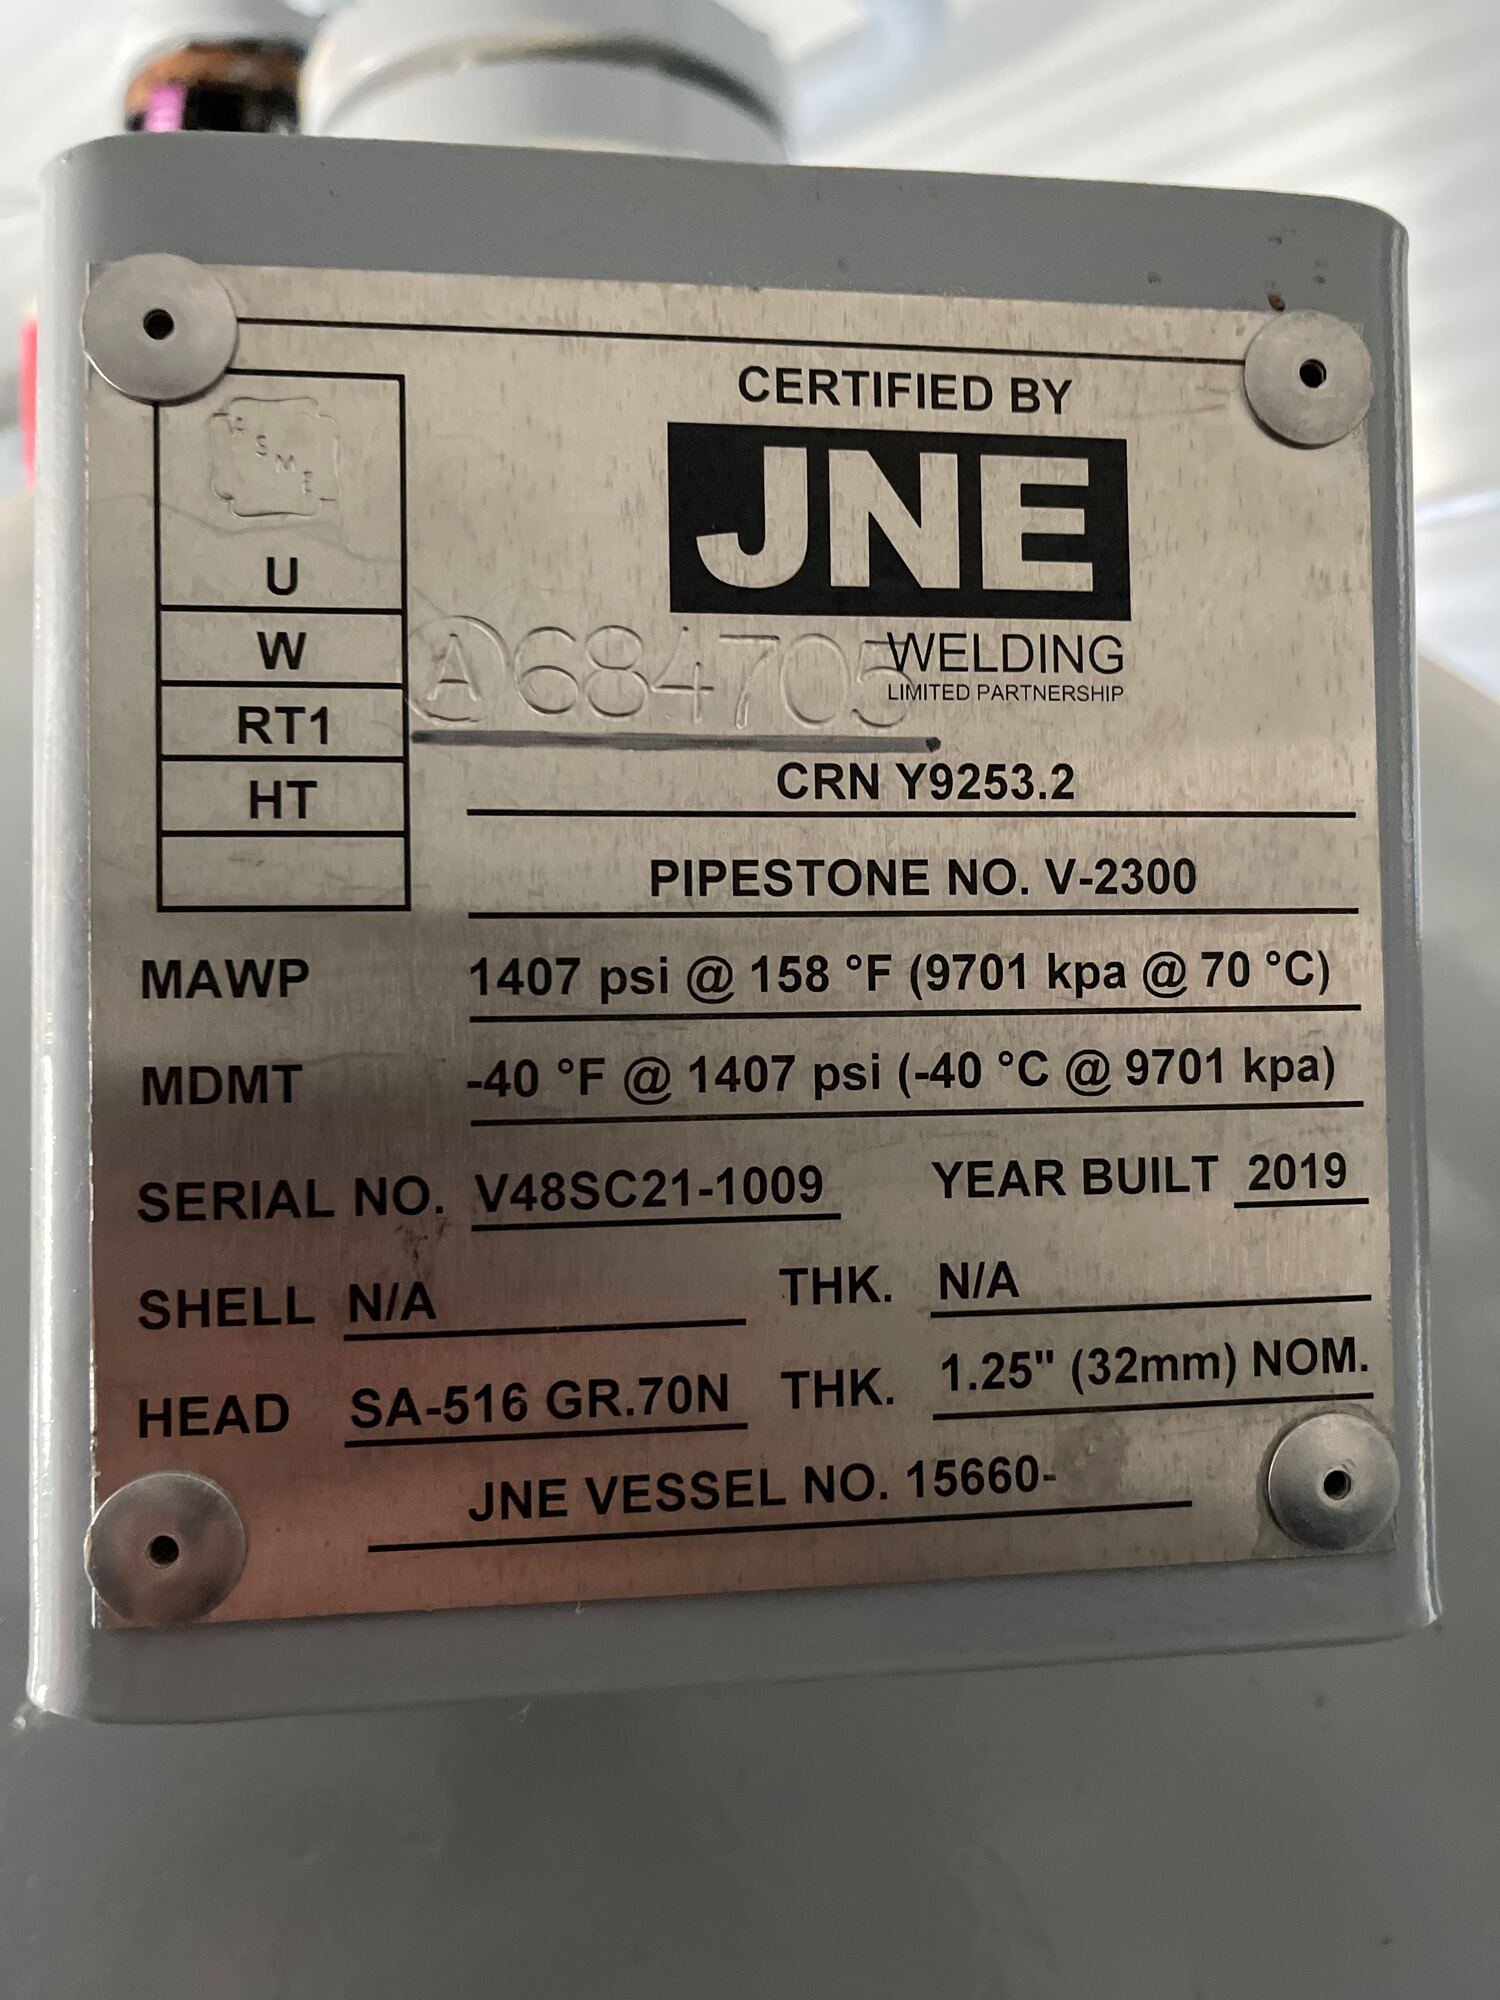 CERTIFIED BY
JNE
WELDING
LIMITED PARTNERSHIP
ASME
U
W
RT1
HT
A684705
CRN Y9253.2
PIPESTONE NO. V-2300
MAWP 1407 psi @ 158 °F (9701 kpa @ 70 °C)
MDMT -40 °F @ 1407 psi (-40 °C @ 9701 kpa)
SERIAL NO. V48SC21-1009 YEAR BUILT 2019
SHELL N/A THK. N/A
HEAD SA-516 GR.70N THK. 1.25" (32mm) NOM.
JNE VESSEL NO. 15660-